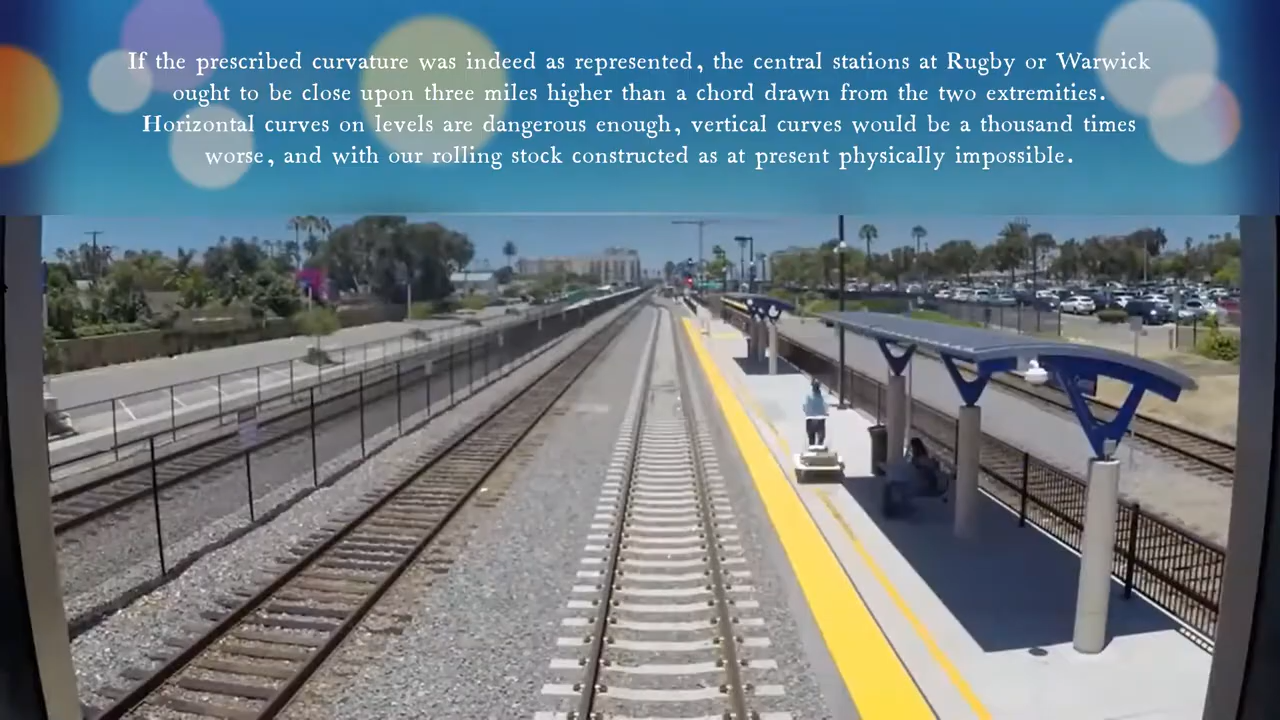 If the prescribed curvature was indeed as represented, the central stations at Rugby or Warwick
ought to be close upon three miles higher than a chord drawn from the two extremities.
Horizontal curves on levels are dangerous enough, vertical curves would be a thousand times
worse, and with our rolling stock constructed as at present physically impossible.